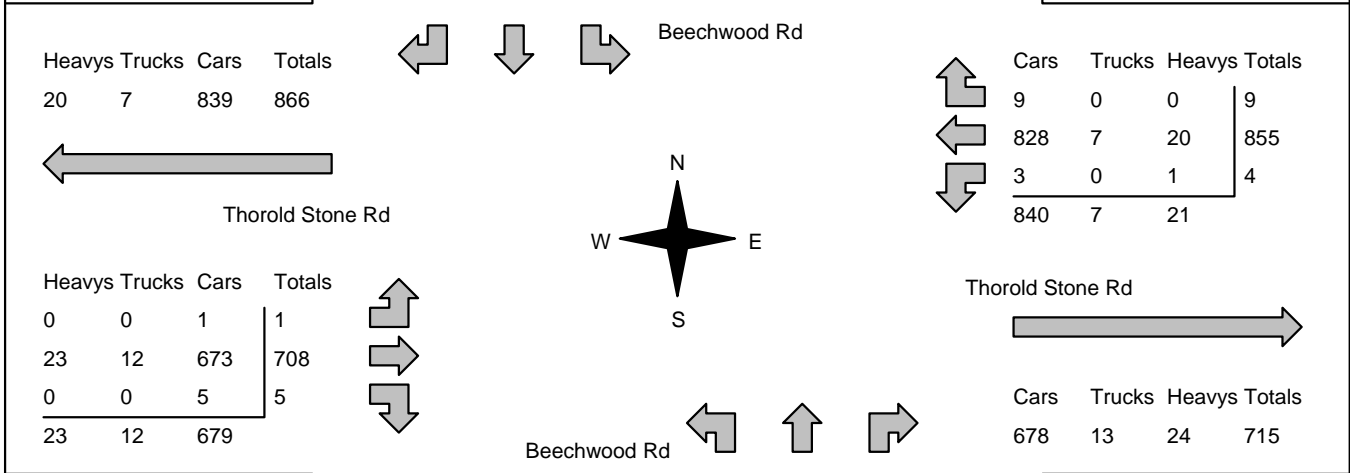 Beechwood Rd
Heavys Trucks Cars Totals
20 7 839 866
Cars Trucks Heavys Totals
9 0 0 9
828 7 20 855
3 0 1 4
840 7 21
N
Thorold Stone Rd
W E
S
Heavys Trucks Cars Totals
0 0 1 1
23 12 673 708
0 0 5 5
23 12 679
Thorold Stone Rd
Cars Trucks Heavys Totals
678 13 24 715
Beechwood Rd